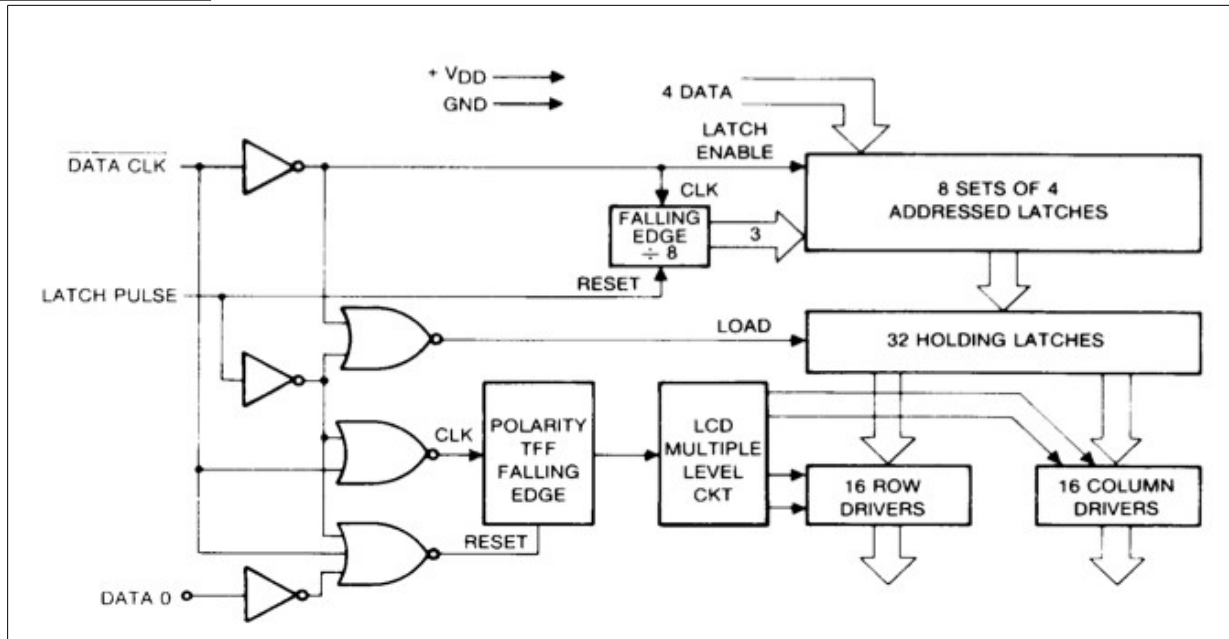 + VDD
GND
4 DATA
DATA CLK
LATCH
ENABLE
CLK
8 SETS OF 4
ADDRESSED LATCHES
FALLING
EDGE
÷ 8
3
RESET
LATCH PULSE
LOAD
32 HOLDING LATCHES
CLK
POLARITY
TFF
FALLING
EDGE
LCD
MULTIPLE
LEVEL
CKT
16 ROW
DRIVERS
16 COLUMN
DRIVERS
RESET
DATA 0